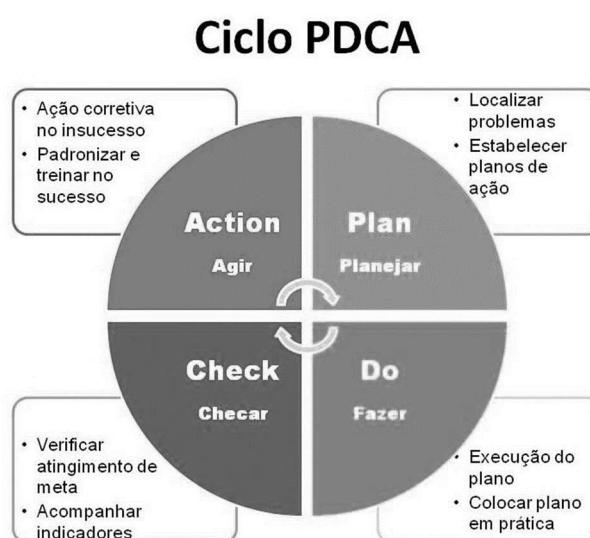 Ciclo PDCA
• Ação corretiva
no insucesso
• Padronizar e
treinar no
sucesso
• Localizar
problemas
• Estabelecer
planos de
ação
Action
Agir
Plan
Planejar
Check
Checar
Do
Fazer
• Verificar
atingimento de
meta
• Acompanhar
indicadores
• Execução do
plano
• Colocar plano
em prática